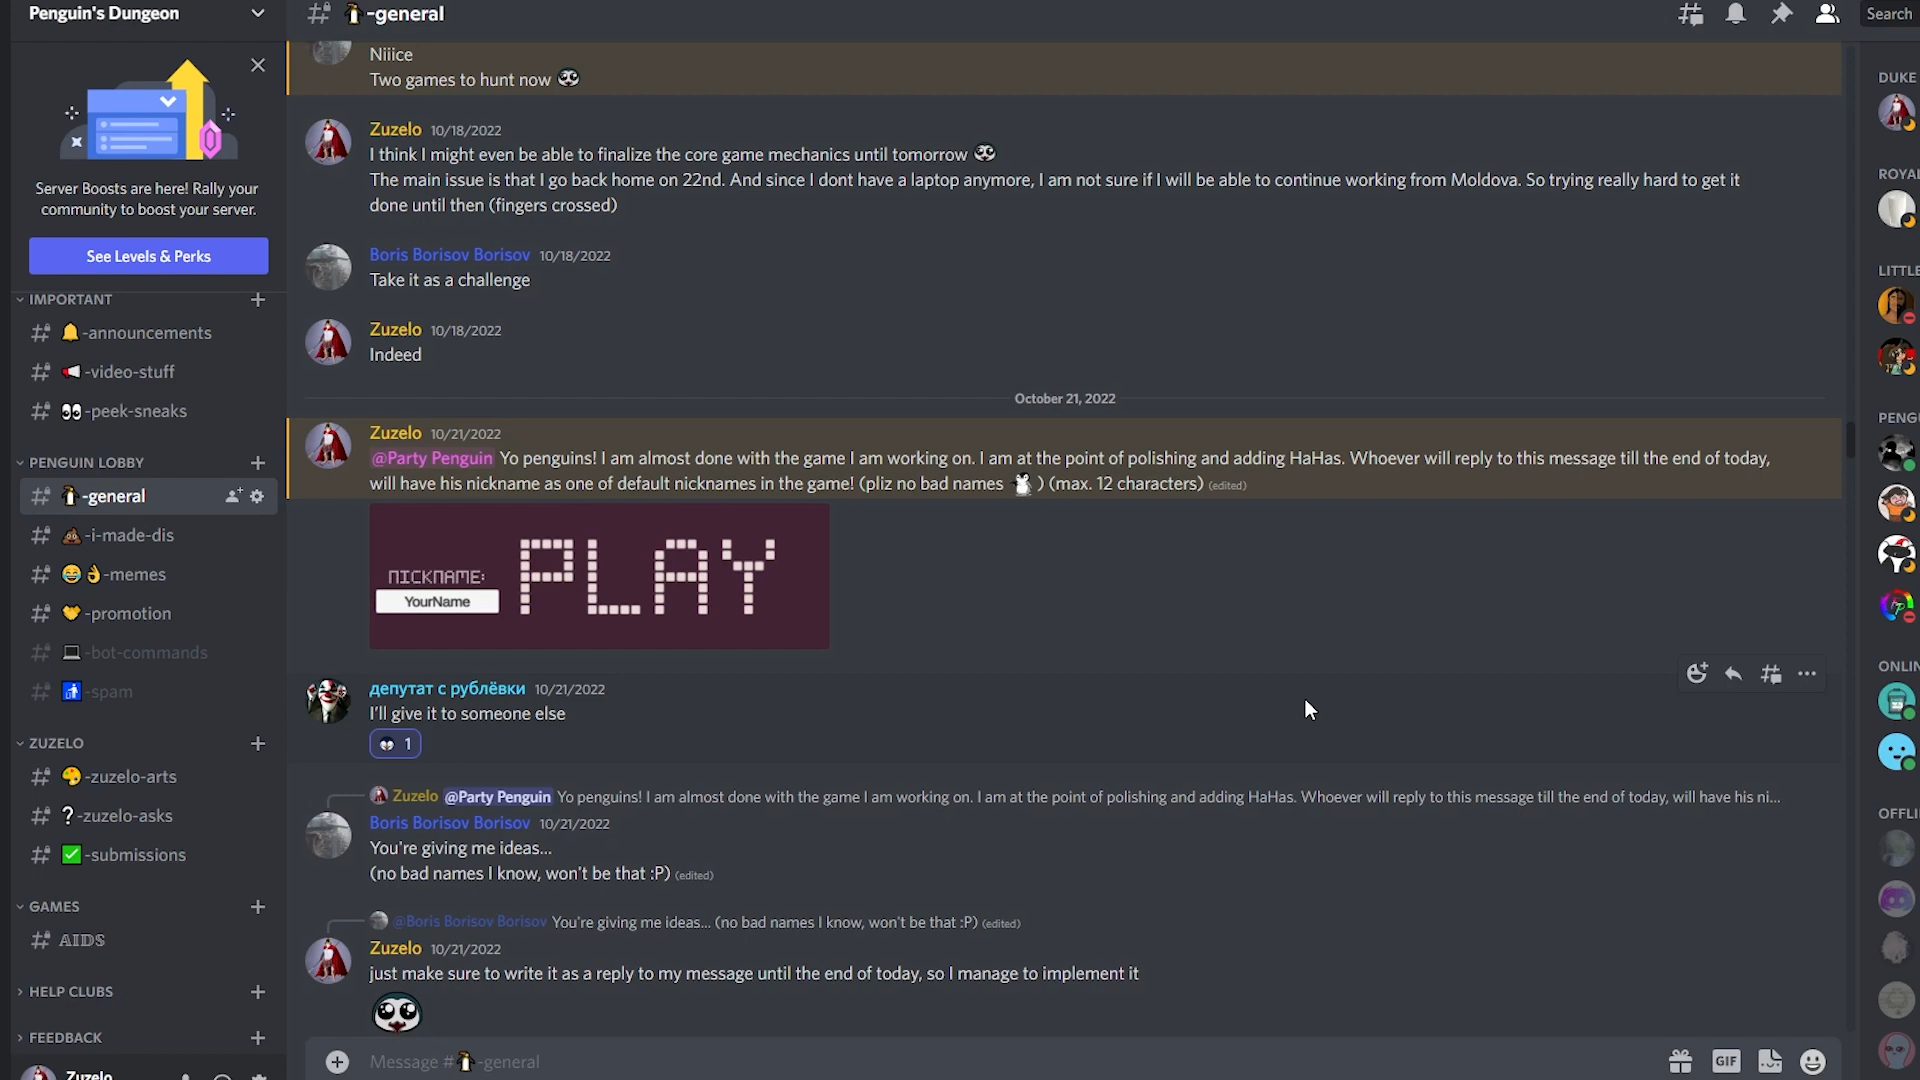 Penguin's Dungeon
Server Boosts are here! Rally your
community to boost your server.
See Levels & Perks
IMPORTANT
-announcements
-video-stuff
-peek-sneaks
PENGUIN LOBBY
-general
-i-made-dis
-memes
-promotion
-bot-commands
-spam
ZUZELO
-zuzelo-arts
-zuzelo-asks
-submissions
GAMES
AIDS
HELP CLUBS
FEEDBACK
Zuzelo
-general
Search
Niiice
Two games to hunt now
Zuzelo 10/18/2022
I think I might even be able to finalize the core game mechanics until tomorrow
The main issue is that I go back home on 22nd. And since I dont have a laptop anymore, I am not sure if I will be able to continue working from Moldova. So trying really hard to get it
done until then (fingers crossed)
Boris Borisov Borisov 10/18/2022
Take it as a challenge
Zuzelo 10/18/2022
Indeed
October 21, 2022
Zuzelo 10/21/2022
@Party Penguin Yo penguins! I am almost done with the game I am working on. I am at the point of polishing and adding HaHas. Whoever will reply to this message till the end of today,
will have his nickname as one of default nicknames in the game! (pliz no bad names ) (max. 12 characters) (edited)
NICKNAME:
YourName
PLAY
депутат с рублёвки 10/21/2022
I'll give it to someone else
1
Zuzelo @Party Penguin Yo penguins! I am almost done with the game I am working on. I am at the point of polishing and adding HaHas. Whoever will reply to this message till the end of today, will have his ni...
Boris Borisov Borisov 10/21/2022
You're giving me ideas...
(no bad names I know, won't be that :P) (edited)
@Boris Borisov Borisov You're giving me ideas... (no bad names I know, won't be that :P) (edited)
Zuzelo 10/21/2022
just make sure to write it as a reply to my message until the end of today, so I manage to implement it
Message # -general
GIF
DUKE
ROYAL
LITTLE
PENG
ONLIN
OFFLI